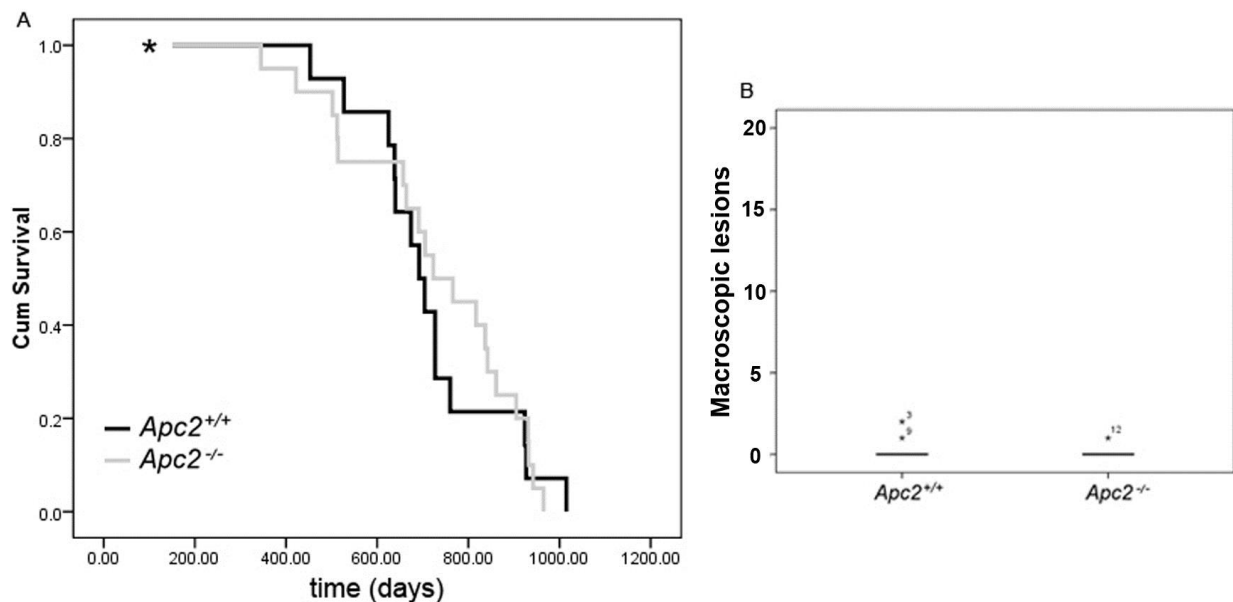 A
*
1.0
0.8
0.6
0.4
0.2
0.0
Cum Survival
Apc2+/+
Apc2-/-
0.00 200.00 400.00 600.00 800.00 1000.00 1200.00
time (days)
B
20
15
10
5
0
Macroscopic lesions
* 3
* 9
* 12
Apc2+/+ Apc2-/-